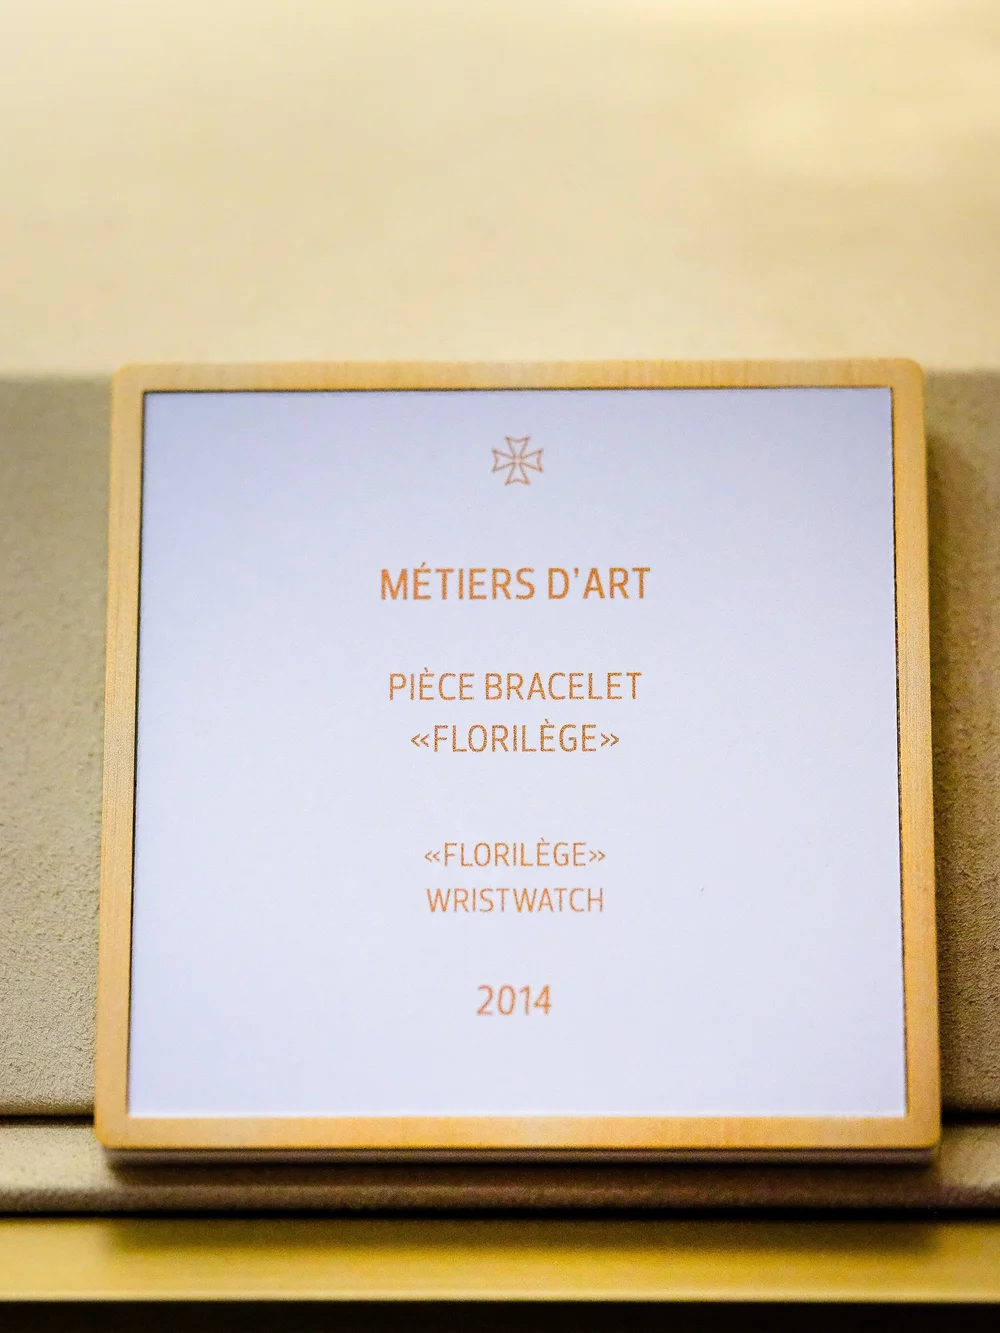 MÉTIERS D'ART
PIÈCE BRACELET
«FLORILÈGE»
«FLORILÈGE»
WRISTWATCH
2014